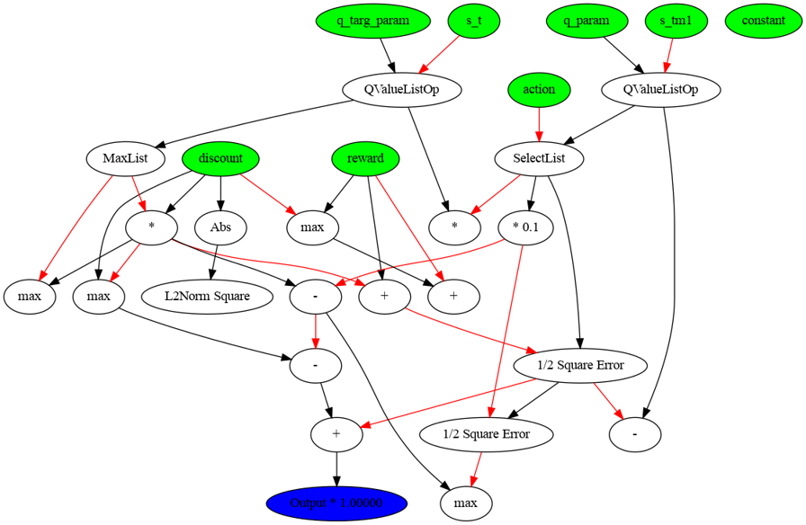 q_targ_param
s_t
q_param
s_tm1
constant
QValueListOp
action
QValueListOp
MaxList
discount
reward
SelectList
*
Abs
max
*
* 0.1
max
max
L2Norm Square
-
+
+
-
1/2 Square Error
+
1/2 Square Error
-
Output * 1.00000
max